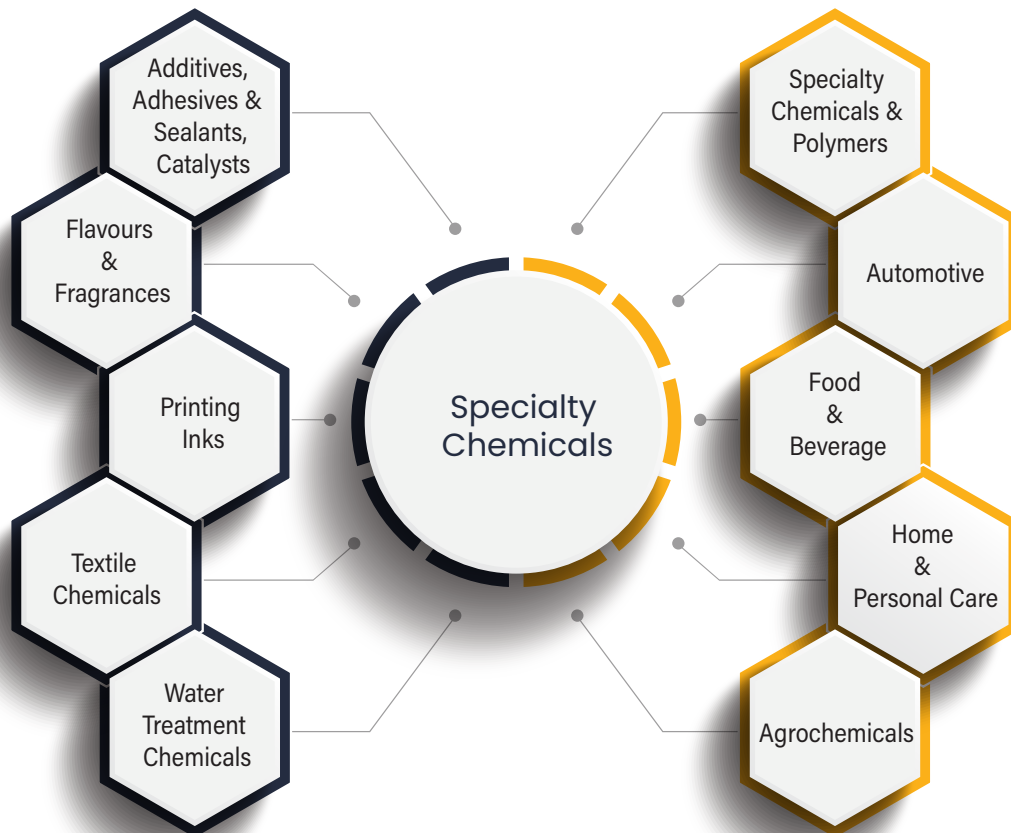 Additives,
Adhesives &
Sealants,
Catalysts
Flavours
&
Fragrances
Printing
Inks
Textile
Chemicals
Water
Treatment
Chemicals
Specialty
Chemicals
Specialty
Chemicals &
Polymers
Automotive
Food
&
Beverage
Home
&
Personal Care
Agrochemicals